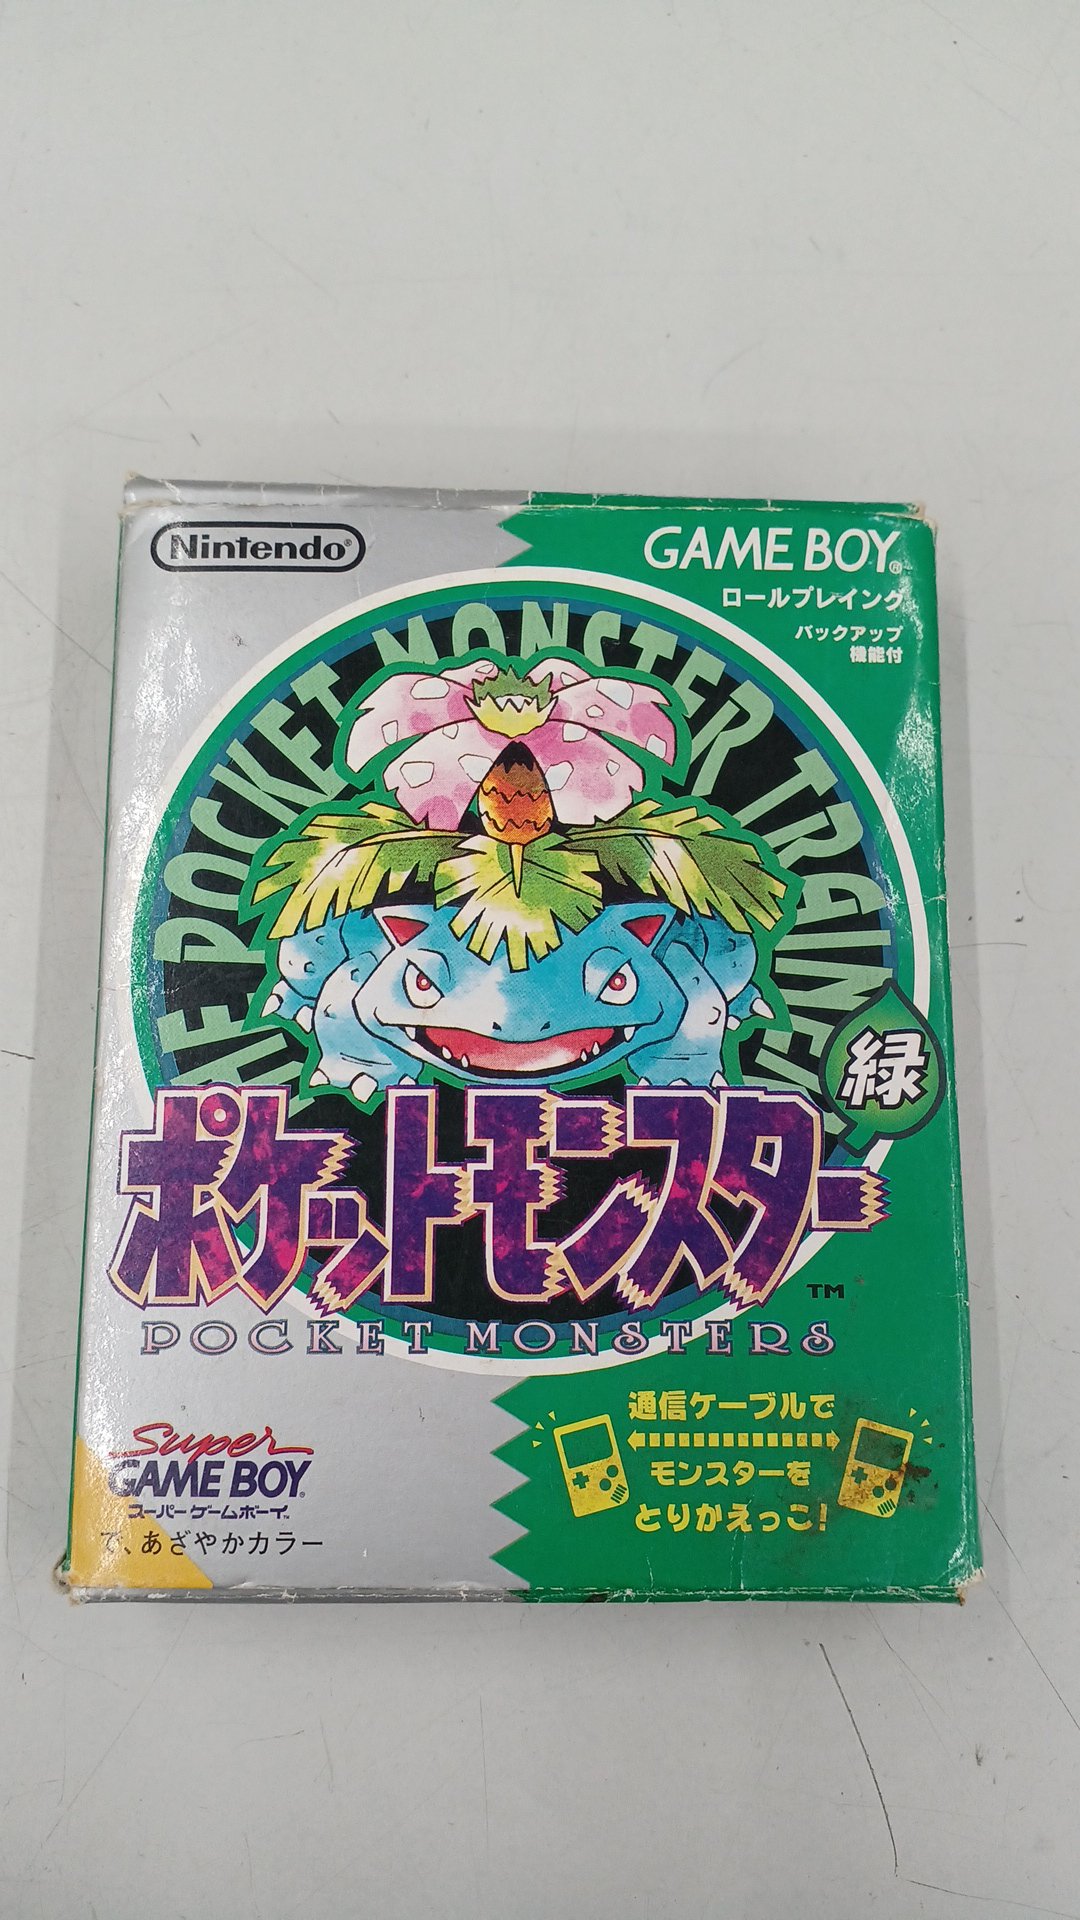 Nintendo®
GAME BOY®
ロールプレイング
バックアップ
機能付
POCKET MONSTER TRAINER
緑
ポケットモンスター
TM
POCKET MONSTERS
Super
GAME BOY®
スーパーゲームボーイ™
で、あざやかカラー
通信ケーブルで
モンスターを
とりかえっこ!